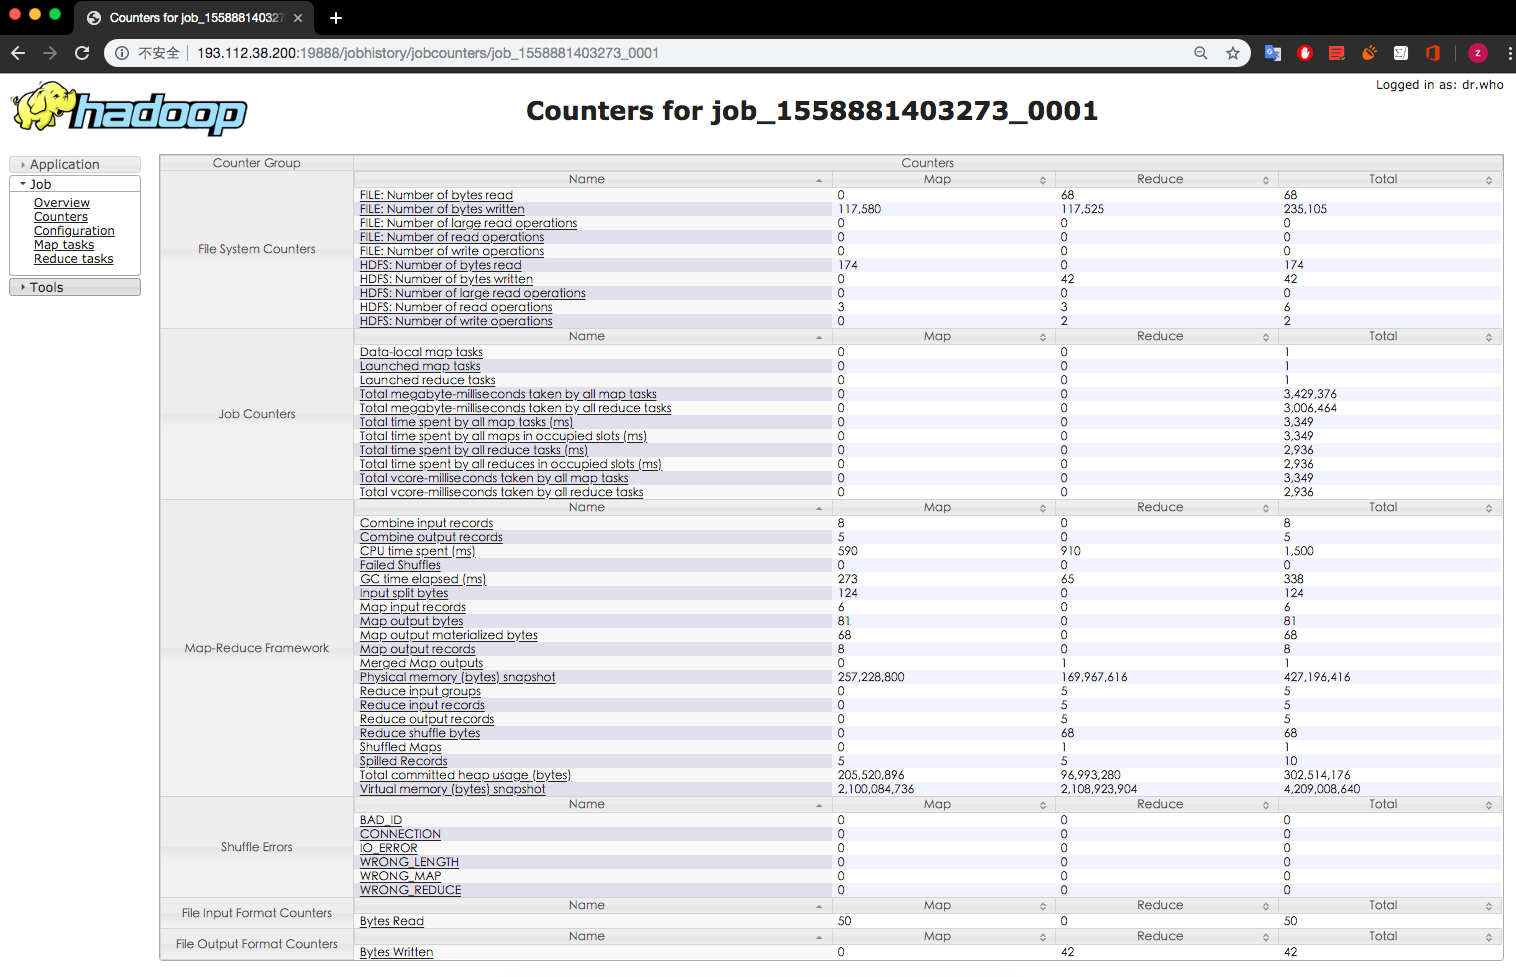 Counters for job_155888140327
不安全 193.112.38.200:19888/jobhistory/jobcounters/job_1558881403273_0001
z
Logged in as: dr.who
hadoop
Counters for job_1558881403273_0001
Application
Job
Overview
Counters
Configuration
Map tasks
Reduce tasks
Tools
Counter Group Counters
File System Counters
Name Map Reduce Total
FILE: Number of bytes read 0 68 68
FILE: Number of bytes written 117,580 117,525 235,105
FILE: Number of large read operations 0 0 0
FILE: Number of read operations 0 0 0
FILE: Number of write operations 0 0 0
HDFS: Number of bytes read 174 0 174
HDFS: Number of bytes written 0 42 42
HDFS: Number of large read operations 0 0 0
HDFS: Number of read operations 3 3 6
HDFS: Number of write operations 0 2 2
Job Counters
Name Map Reduce Total
Data-local map tasks 0 0 1
Launched map tasks 0 0 1
Launched reduce tasks 0 0 1
Total megabyte-milliseconds taken by all map tasks 0 0 3,429,376
Total megabyte-milliseconds taken by all reduce tasks 0 0 3,006,464
Total time spent by all map tasks (ms) 0 0 3,349
Total time spent by all maps in occupied slots (ms) 0 0 3,349
Total time spent by all reduce tasks (ms) 0 0 2,936
Total time spent by all reduces in occupied slots (ms) 0 0 2,936
Total vcore-milliseconds taken by all map tasks 0 0 3,349
Total vcore-milliseconds taken by all reduce tasks 0 0 2,936
Map-Reduce Framework
Name Map Reduce Total
Combine input records 8 0 8
Combine output records 5 0 5
CPU time spent (ms) 590 910 1,500
Failed Shuffles 0 0 0
GC time elapsed (ms) 273 65 338
Input split bytes 124 0 124
Map input records 6 0 6
Map output bytes 81 0 81
Map output materialized bytes 68 0 68
Map output records 8 0 8
Merged Map outputs 0 1 1
Physical memory (bytes) snapshot 257,228,800 169,967,616 427,196,416
Reduce input groups 0 5 5
Reduce input records 0 5 5
Reduce output records 0 5 5
Reduce shuffle bytes 0 68 68
Shuffled Maps 0 1 1
Spilled Records 5 5 10
Total committed heap usage (bytes) 205,520,896 96,993,280 302,514,176
Virtual memory (bytes) snapshot 2,100,084,736 2,108,923,904 4,209,008,640
Shuffle Errors
Name Map Reduce Total
BAD_ID 0 0 0
CONNECTION 0 0 0
IO_ERROR 0 0 0
WRONG_LENGTH 0 0 0
WRONG_MAP 0 0 0
WRONG_REDUCE 0 0 0
File Input Format Counters
Name Map Reduce Total
Bytes Read 50 0 50
File Output Format Counters
Name Map Reduce Total
Bytes Written 0 42 42